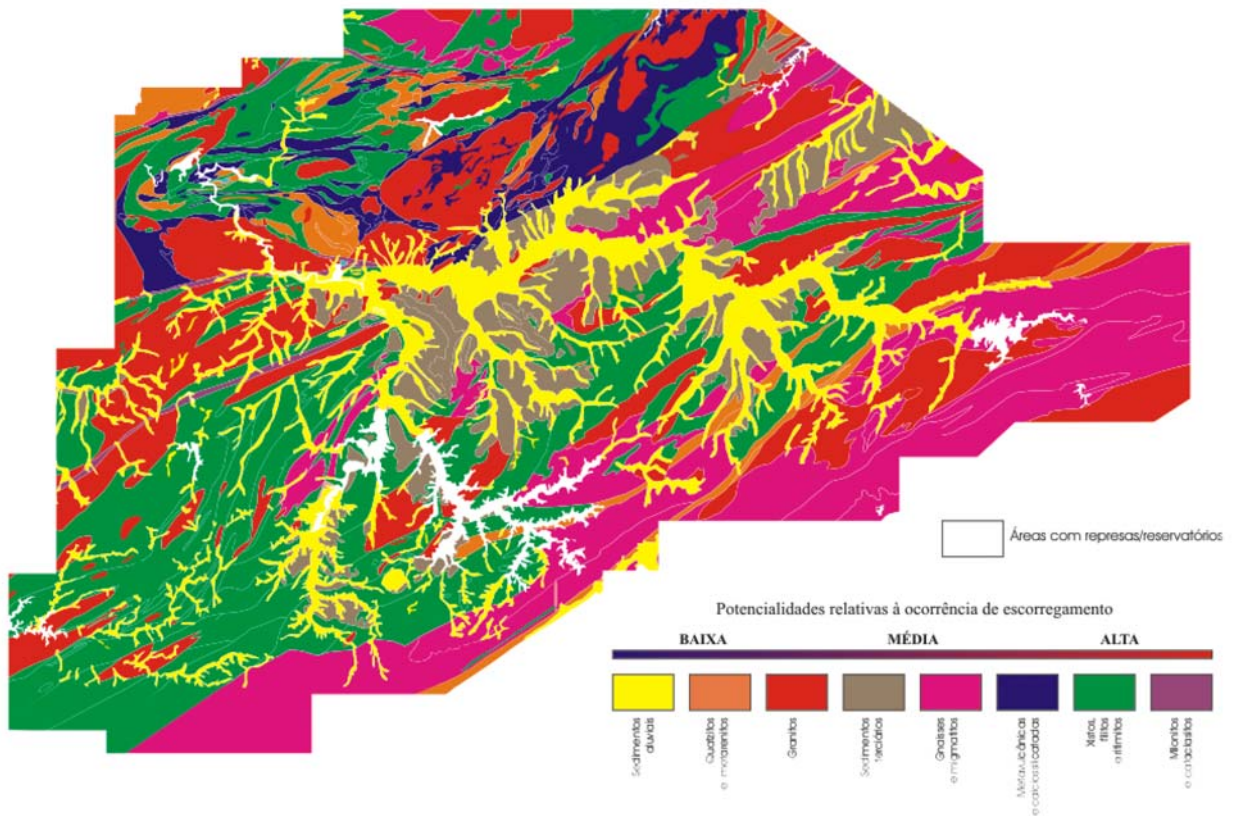 Áreas com represas/reservatórios
Potencialidades relativas à ocorrência de escorregamento
BAIXA MÉDIA ALTA
Sedimentos
aluviais
Quartzitos
e metarenitos
Granitos
Sedimentos
terciários
Gnaisses
e migmatitos
Metavulcânicas
e calciossilicatadas
Xistos,
filitos
e ritmitos
Milonitos
e cataclasitos